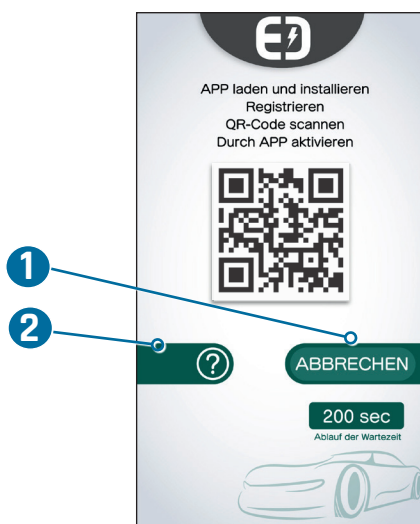 APP laden und installieren
Registrieren
QR-Code scannen
Durch APP aktivieren
1
2
?
ABBRECHEN
200 sec
Ablauf der Wartezeit